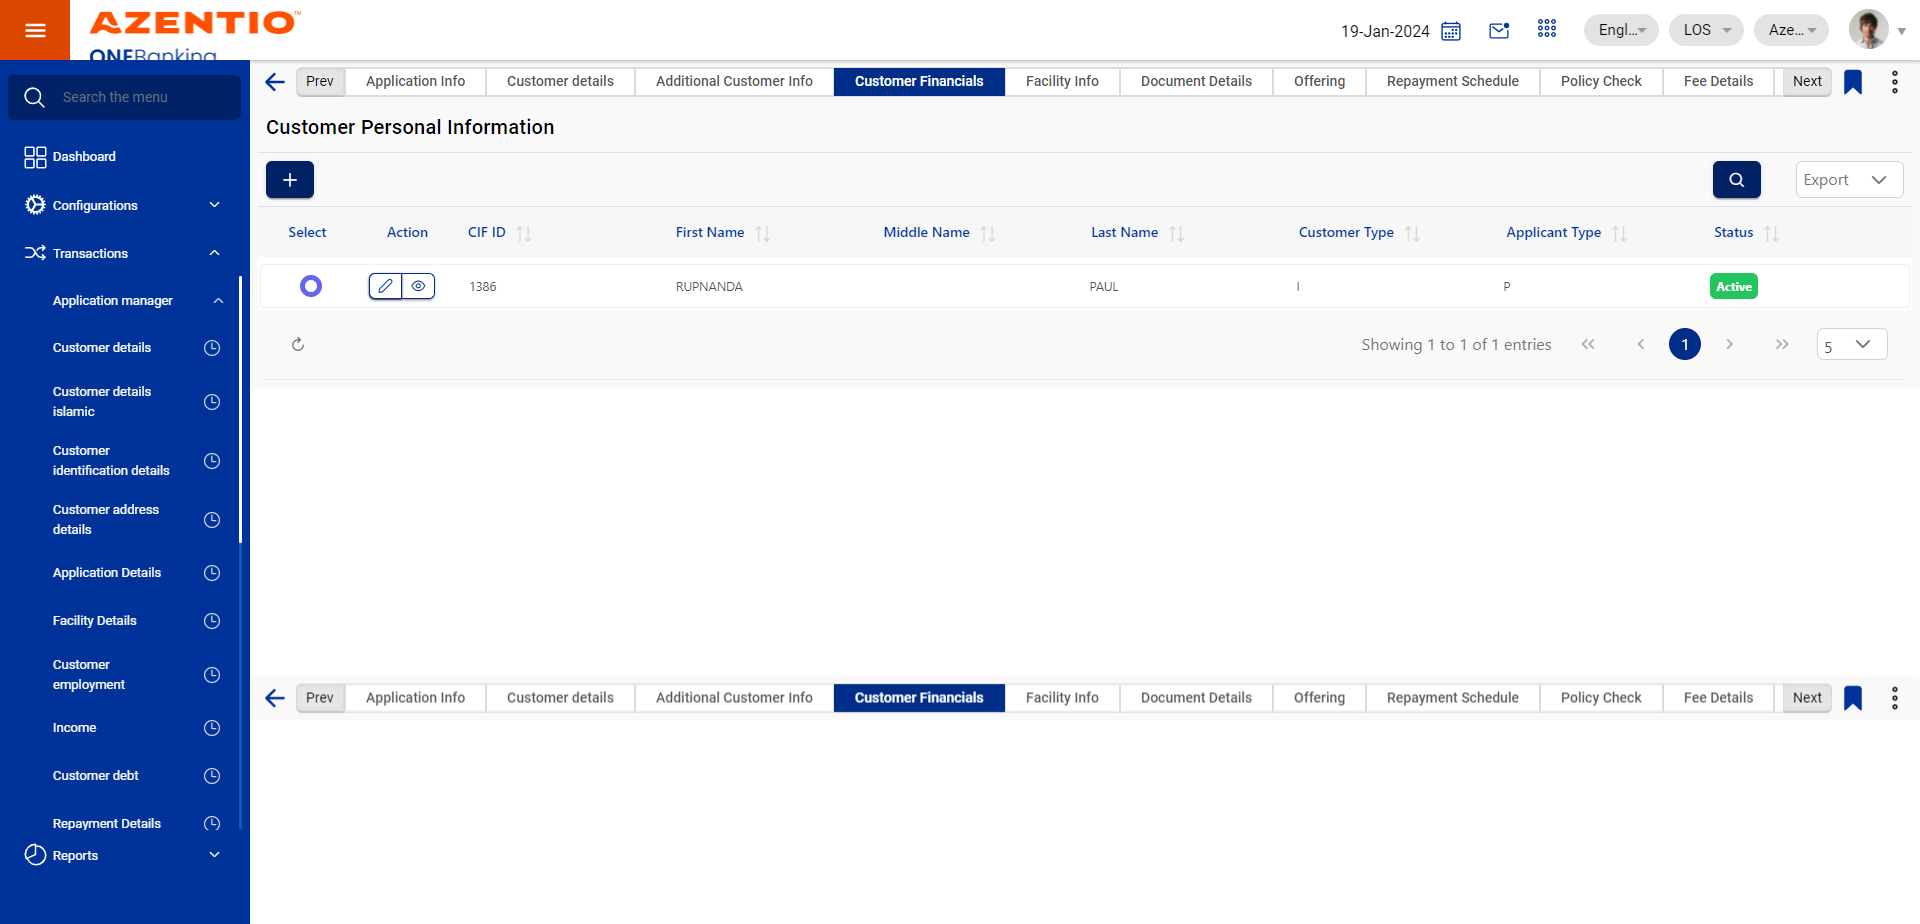 AZENTIO™
ONEBanking
19-Jan-2024
Engl...
LOS
Aze...
Search the menu
Dashboard
Configurations
Transactions
Application manager
Customer details
Customer details
islamic
Customer
identification details
Customer address
details
Application Details
Facility Details
Customer
employment
Income
Customer debt
Repayment Details
Reports
Prev
Application Info
Customer details
Additional Customer Info
Customer Financials
Facility Info
Document Details
Offering
Repayment Schedule
Policy Check
Fee Details
Next
Customer Personal Information
Export
Select
Action
CIF ID
First Name
Middle Name
Last Name
Customer Type
Applicant Type
Status
1386
RUPNANDA
PAUL
I
P
Active
Showing 1 to 1 of 1 entries
1
5
Prev
Application Info
Customer details
Additional Customer Info
Customer Financials
Facility Info
Document Details
Offering
Repayment Schedule
Policy Check
Fee Details
Next